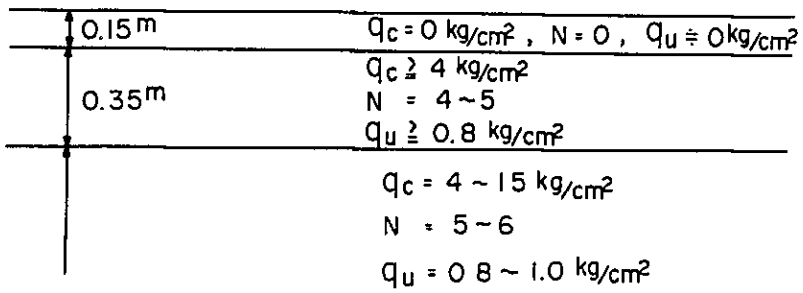 0.15m qc = 0 kg/cm², N = 0, qu ≑ 0 kg/cm²
qc ≧ 4 kg/cm²
0.35m N = 4 ~ 5
qu ≧ 0.8 kg/cm²
qc = 4 ~ 15 kg/cm²
N = 5 ~ 6
qu = 0 8 ~ 1.0 kg/cm²